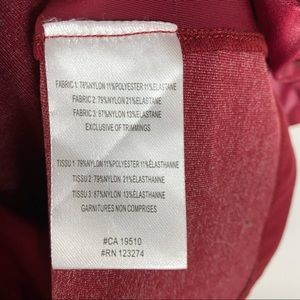 FABRIC 1: 78%NYLON 11%POLYESTER 11%ELASTANE
FABRIC 2: 79%NYLON 21%ELASTANE
FABRIC 3: 87%NYLON 13%ELASTANE
EXCLUSIVE OF TRIMMINGS
TISSU 1: 78%NYLON 11%POLYESTER 11%ÉLASTHANNE
TISSU 2: 79%NYLON 21%ÉLASTHANNE
TISSU 3: 87%NYLON 13%ÉLASTHANNE
GARNITURES NON COMPRISES
#CA 19510
#RN 123274